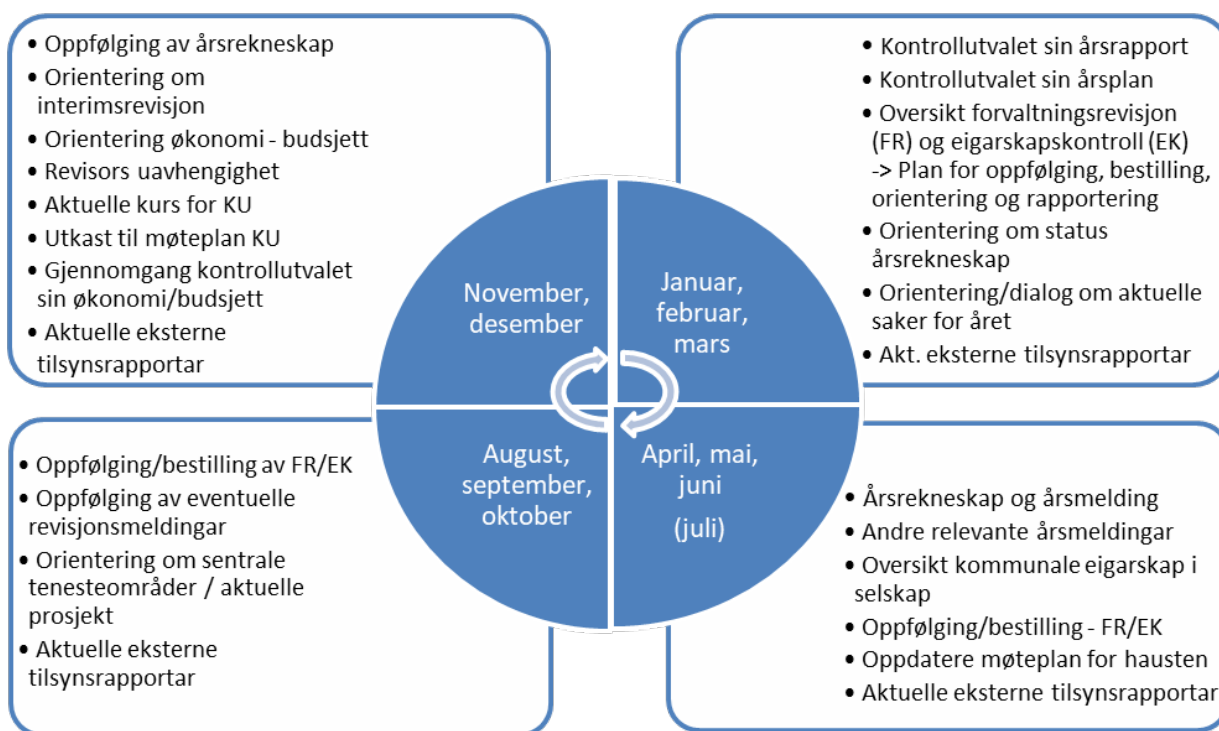 • Oppfølging av årsrekneskap
• Orientering om
interimsrevisjon
• Orientering økonomi - budsjett
• Revisors uavhengighet
• Aktuelle kurs for KU
• Utkast til møteplan KU
• Gjennomgang kontrollutvalet
sin økonomi/budsjett
• Aktuelle eksterne
tilsynsrapportar
• Kontrollutvalet sin årsrapport
• Kontrollutvalet sin årsplan
• Oversikt forvaltningsrevisjon
(FR) og eigarskapskontroll (EK)
-> Plan for oppfølging, bestilling,
orientering og rapportering
• Orientering om status
årsrekneskap
• Orientering/dialog om aktuelle
saker for året
• Akt. eksterne tilsynsrapportar
November,
desember
Januar,
februar,
mars
August,
september,
oktober
April, mai,
juni
(juli)
• Oppfølging/bestilling av FR/EK
• Oppfølging av eventuelle
revisjonsmeldingar
• Orientering om sentrale
tenesteområder / aktuelle
prosjekt
• Aktuelle eksterne
tilsynsrapportar
• Årsrekneskap og årsmelding
• Andre relevante årsmeldingar
• Oversikt kommunale eigarskap i
selskap
• Oppfølging/bestilling - FR/EK
• Oppdatere møteplan for hausten
• Aktuelle eksterne tilsynsrapportar